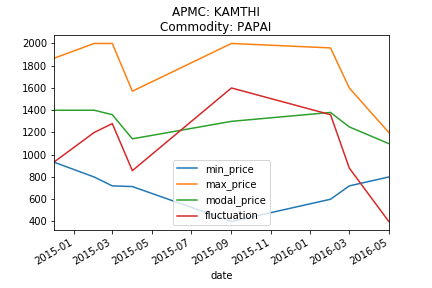 APMC: KAMTHI
Commodity: PAPAI
2000
1800
1600
1400
1200
1000
800
600
400
min_price
max_price
modal_price
fluctuation
2015-01
2015-03
2015-05
2015-07
2015-09
2015-11
2016-01
2016-03
2016-05
date